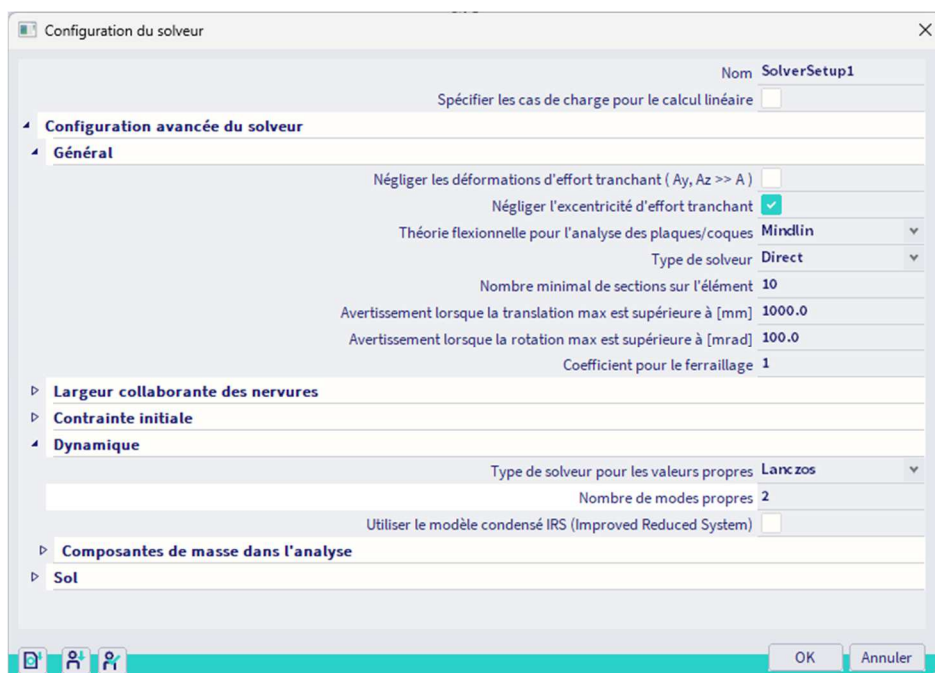 Configuration du solveur
Nom SolverSetup1
Spécifier les cas de charge pour le calcul linéaire
Configuration avancée du solveur
Général
Négliger les déformations d'effort tranchant ( Ay, Az >> A )
Négliger l'excentricité d'effort tranchant
Théorie flexionnelle pour l'analyse des plaques/coques Mindlin
Type de solveur Direct
Nombre minimal de sections sur l'élément 10
Avertissement lorsque la translation max est supérieure à [mm] 1000.0
Avertissement lorsque la rotation max est supérieure à [mrad] 100.0
Coefficient pour le ferraillage 1
Largeur collaborante des nervures
Contrainte initiale
Dynamique
Type de solveur pour les valeurs propres Lanczos
Nombre de modes propres 2
Utiliser le modèle condensé IRS (Improved Reduced System)
Composantes de masse dans l'analyse
Sol
OK Annuler